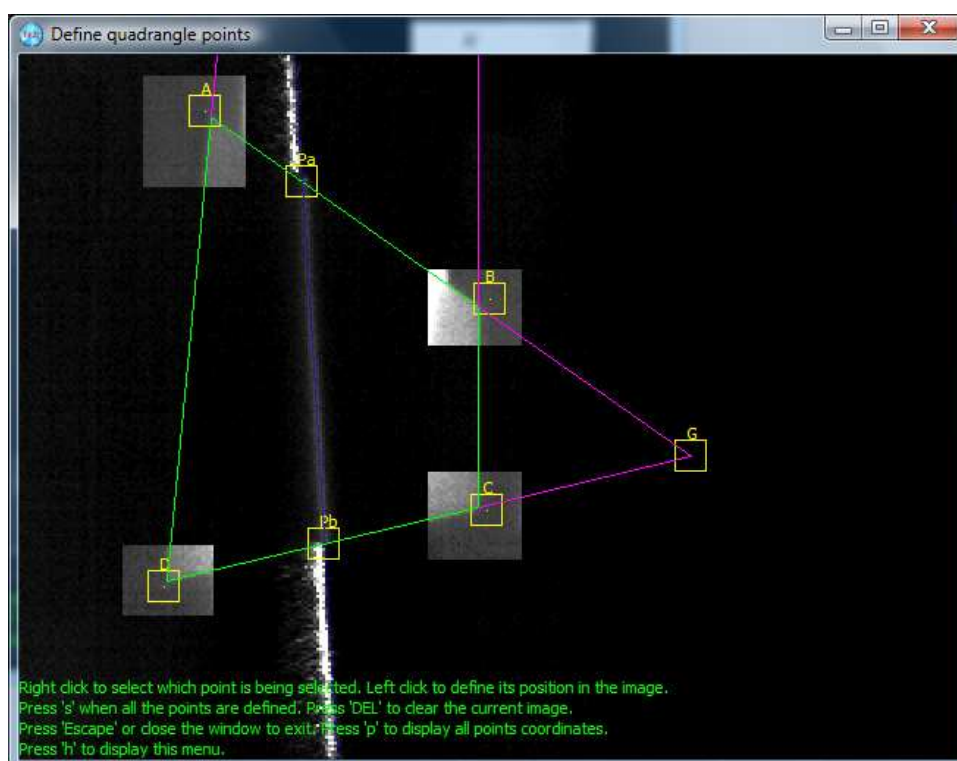 Define quadrangle points
A
Pa
B
G
C
Pb
D
Right click to select which point is being selected. Left click to define its position in the image.
Press 's' when all the points are defined. Press 'DEL' to clear the current image.
Press 'Escape' or close the window to exit. Press 'p' to display all points coordinates.
Press 'h' to display this menu.